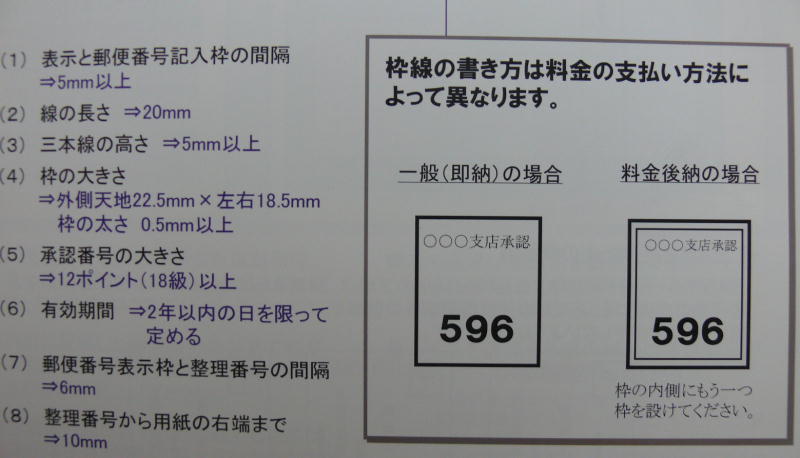 (1) 表示と郵便番号記入枠の間隔
⇒5mm以上
(2) 線の長さ ⇒20mm
(3) 三本線の高さ ⇒5mm以上
(4) 枠の大きさ
⇒外側天地22.5mm×左右18.5mm
枠の太さ 0.5mm以上
(5) 承認番号の大きさ
⇒12ポイント(18級)以上
(6) 有効期間 ⇒2年以内の日を限って
定める
(7) 郵便番号表示枠と整理番号の間隔
⇒6mm
(8) 整理番号から用紙の右端まで
⇒10mm
枠線の書き方は料金の支払い方法に
よって異なります。
一般(即納)の場合
〇〇〇支店承認
596
料金後納の場合
〇〇〇支店承認
596
枠の内側にもう一つ
枠を設けてください。